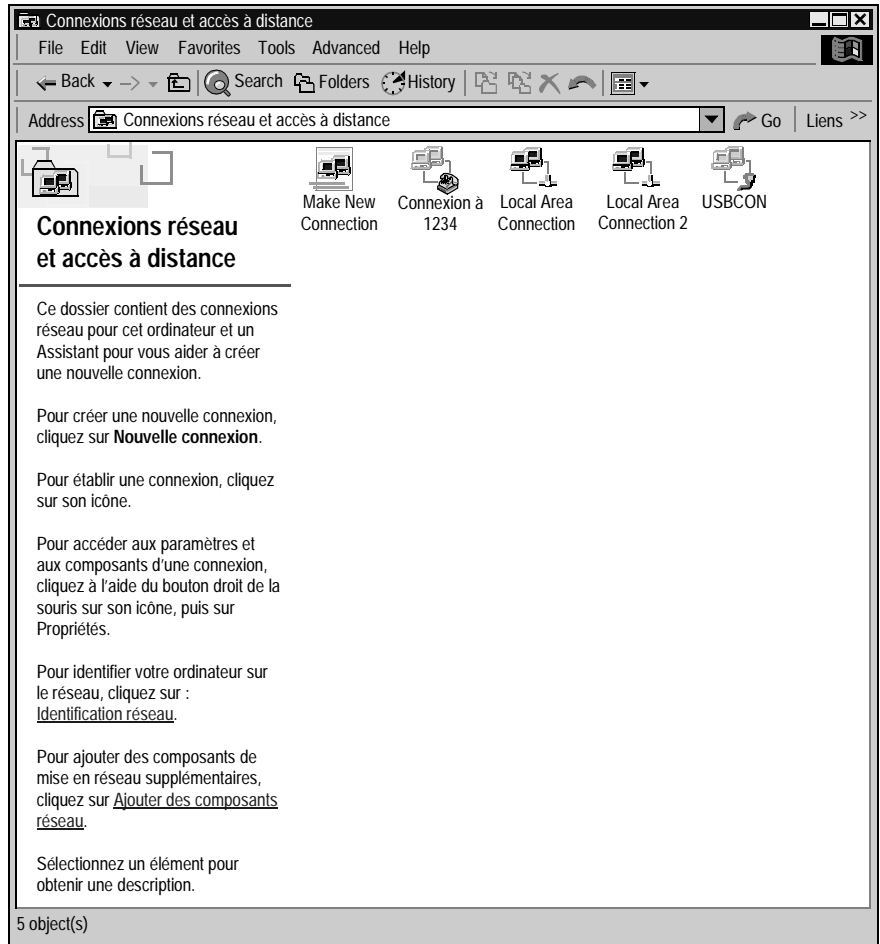 Connexions réseau et accès à distance
File Edit View Favorites Tools Advanced Help
Back Search Folders History
Address Connexions réseau et accès à distance Go Liens >>
Make New Connection
Connexion à 1234
Local Area Connection
Local Area Connection 2
USBCON
Connexions réseau
et accès à distance
Ce dossier contient des connexions
réseau pour cet ordinateur et un
Assistant pour vous aider à créer
une nouvelle connexion.
Pour créer une nouvelle connexion,
cliquez sur Nouvelle connexion.
Pour établir une connexion, cliquez
sur son icône.
Pour accéder aux paramètres et
aux composants d'une connexion,
cliquez à l'aide du bouton droit de la
souris sur son icône, puis sur
Propriétés.
Pour identifier votre ordinateur sur
le réseau, cliquez sur :
Identification réseau.
Pour ajouter des composants de
mise en réseau supplémentaires,
cliquez sur Ajouter des composants
réseau.
Sélectionnez un élément pour
obtenir une description.
5 object(s)